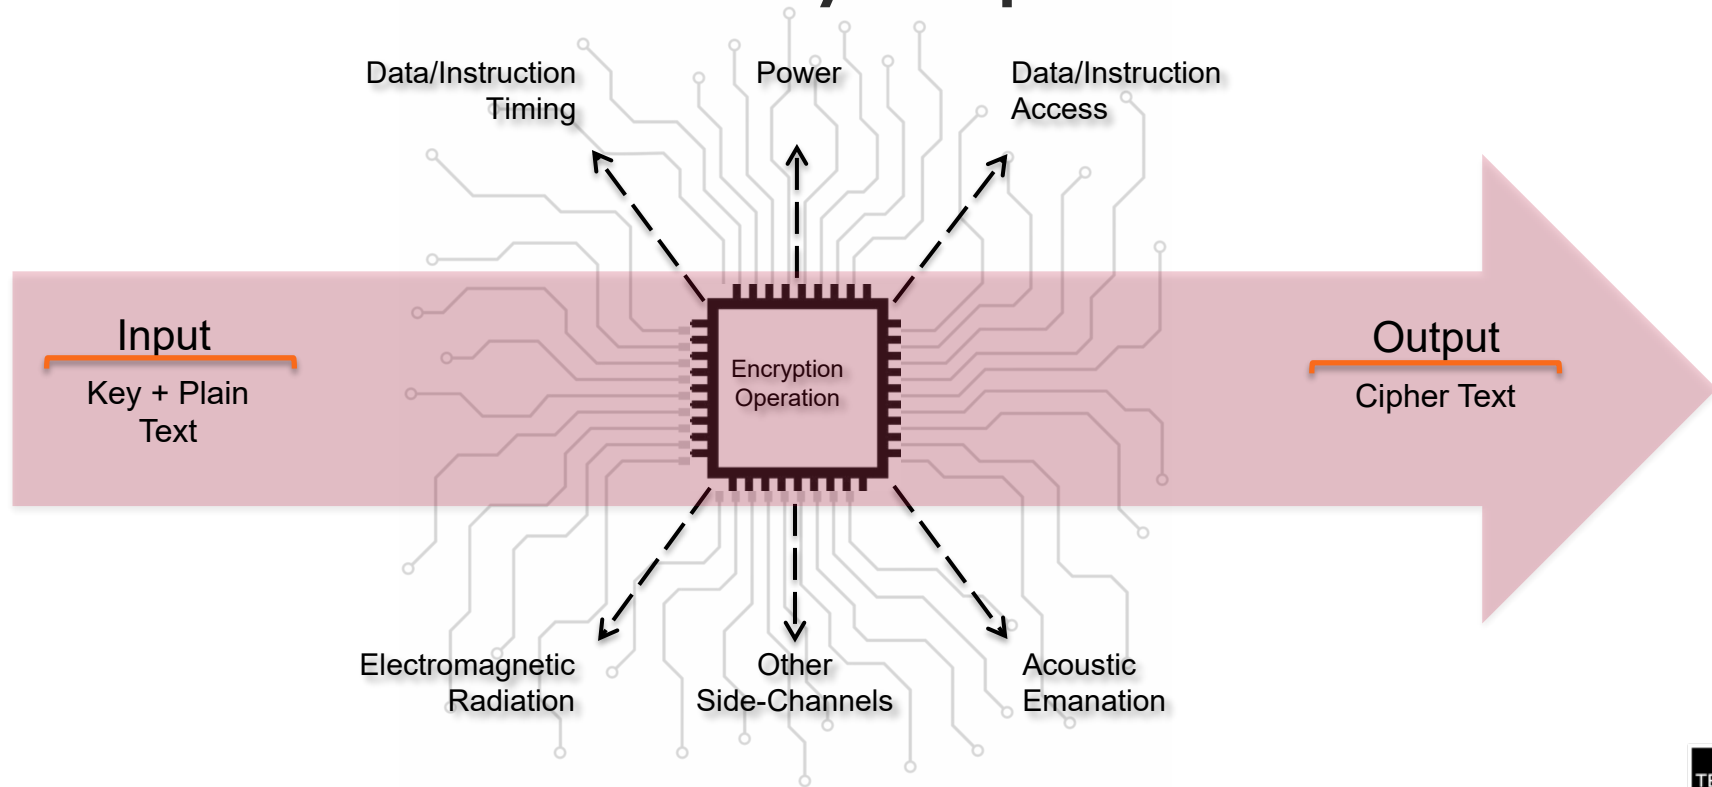 Data/Instruction
Timing
Power
Data/Instruction
Access
Input
Key + Plain
Text
Encryption
Operation
Output
Cipher Text
Electromagnetic
Radiation
Other
Side-Channels
Acoustic
Emanation